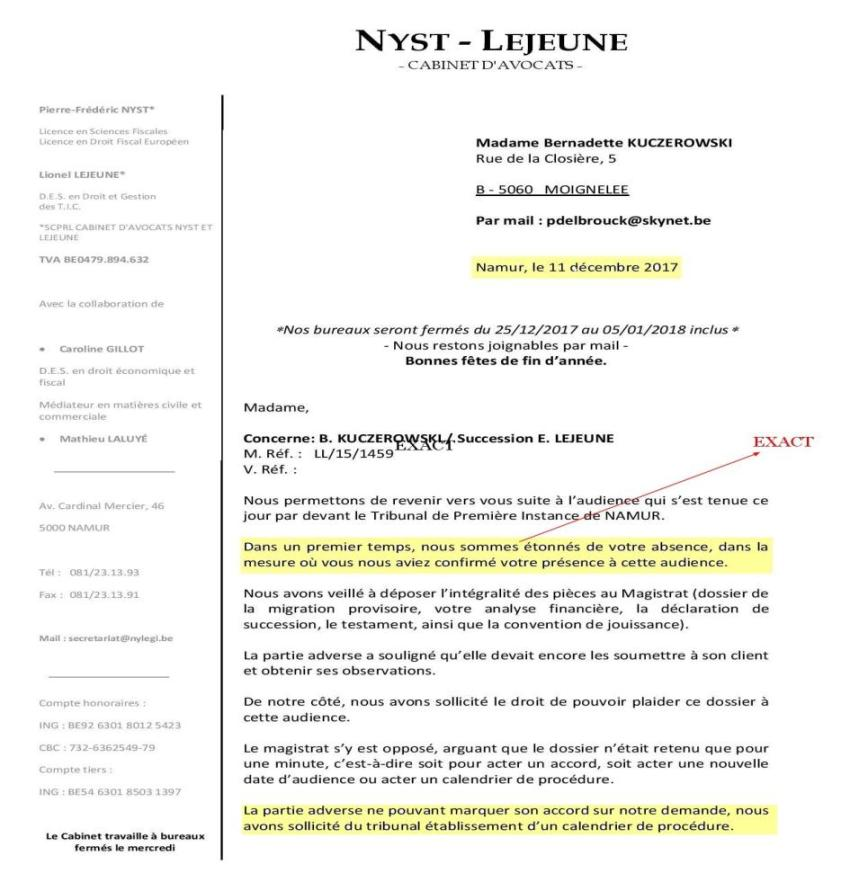 NYST - LEJEUNE
- CABINET D'AVOCATS -
Pierre-Frédéric NYST*
Licence en Sciences Fiscales
Licence en Droit Fiscal Européen
Lionel LEJEUNE*
D.E.S. en Droit et Gestion
des T.I.C.
*SCPRL CABINET D'AVOCATS NYST ET
LEJEUNE
TVA BE0479.894.632
Avec la collaboration de
• Caroline GILLOT
D.E.S. en droit économique et
fiscal
Médiateur en matières civile et
commerciale
• Mathieu LALUYÉ
Av. Cardinal Mercier, 46
5000 NAMUR
Tél : 081/23.13.93
Fax : 081/23.13.91
Mail : secretariat@nylegi.be
Compte honoraires :
ING : BE92 6301 8012 5423
CBC : 732-6362549-79
Compte tiers :
ING : BE54 6301 8503 1397
Le Cabinet travaille à bureaux
fermés le mercredi
Madame Bernadette KUCZEROWSKI
Rue de la Closière, 5
B - 5060 MOIGNELEE
Par mail : pdelbrouck@skynet.be
Namur, le 11 décembre 2017
*Nos bureaux seront fermés du 25/12/2017 au 05/01/2018 inclus *
- Nous restons joignables par mail -
Bonnes fêtes de fin d'année.
Madame,
Concerne: B. KUCZEROWSKI / Succession E. LEJEUNE
EXACT
EXACT
M. Réf. : LL/15/1459
V. Réf. :
Nous permettons de revenir vers vous suite à l'audience qui s'est tenue ce
jour par devant le Tribunal de Première Instance de NAMUR.
Dans un premier temps, nous sommes étonnés de votre absence, dans la
mesure où vous nous aviez confirmé votre présence à cette audience.
Nous avons veillé à déposer l'intégralité des pièces au Magistrat (dossier de
la migration provisoire, votre analyse financière, la déclaration de
succession, le testament, ainsi que la convention de jouissance).
La partie adverse a souligné qu'elle devait encore les soumettre à son client
et obtenir ses observations.
De notre côté, nous avons sollicité le droit de pouvoir plaider ce dossier à
cette audience.
Le magistrat s'y est opposé, arguant que le dossier n'était retenu que pour
une minute, c'est-à-dire soit pour acter un accord, soit acter une nouvelle
date d'audience ou acter un calendrier de procédure.
La partie adverse ne pouvant marquer son accord sur notre demande, nous
avons sollicité du tribunal établissement d'un calendrier de procédure.